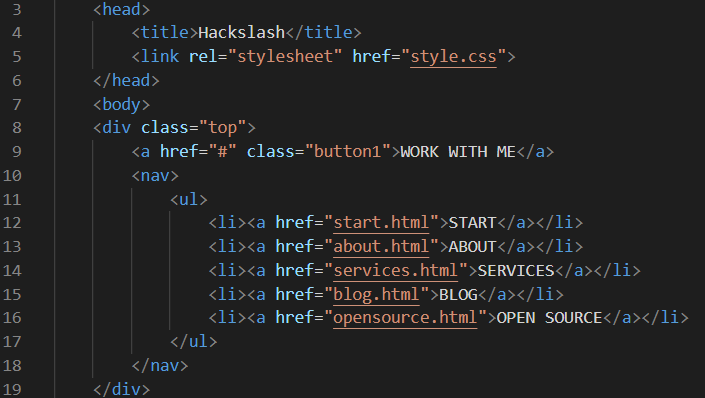 3 <head>
4 <title>Hackslash</title>
5 <link rel="stylesheet" href="style.css">
6 </head>
7 <body>
8 <div class="top">
9 <a href="#" class="button1">WORK WITH ME</a>
10 <nav>
11 <ul>
12 <li><a href="start.html">START</a></li>
13 <li><a href="about.html">ABOUT</a></li>
14 <li><a href="services.html">SERVICES</a></li>
15 <li><a href="blog.html">BLOG</a></li>
16 <li><a href="opensource.html">OPEN SOURCE</a></li>
17 </ul>
18 </nav>
19 </div>